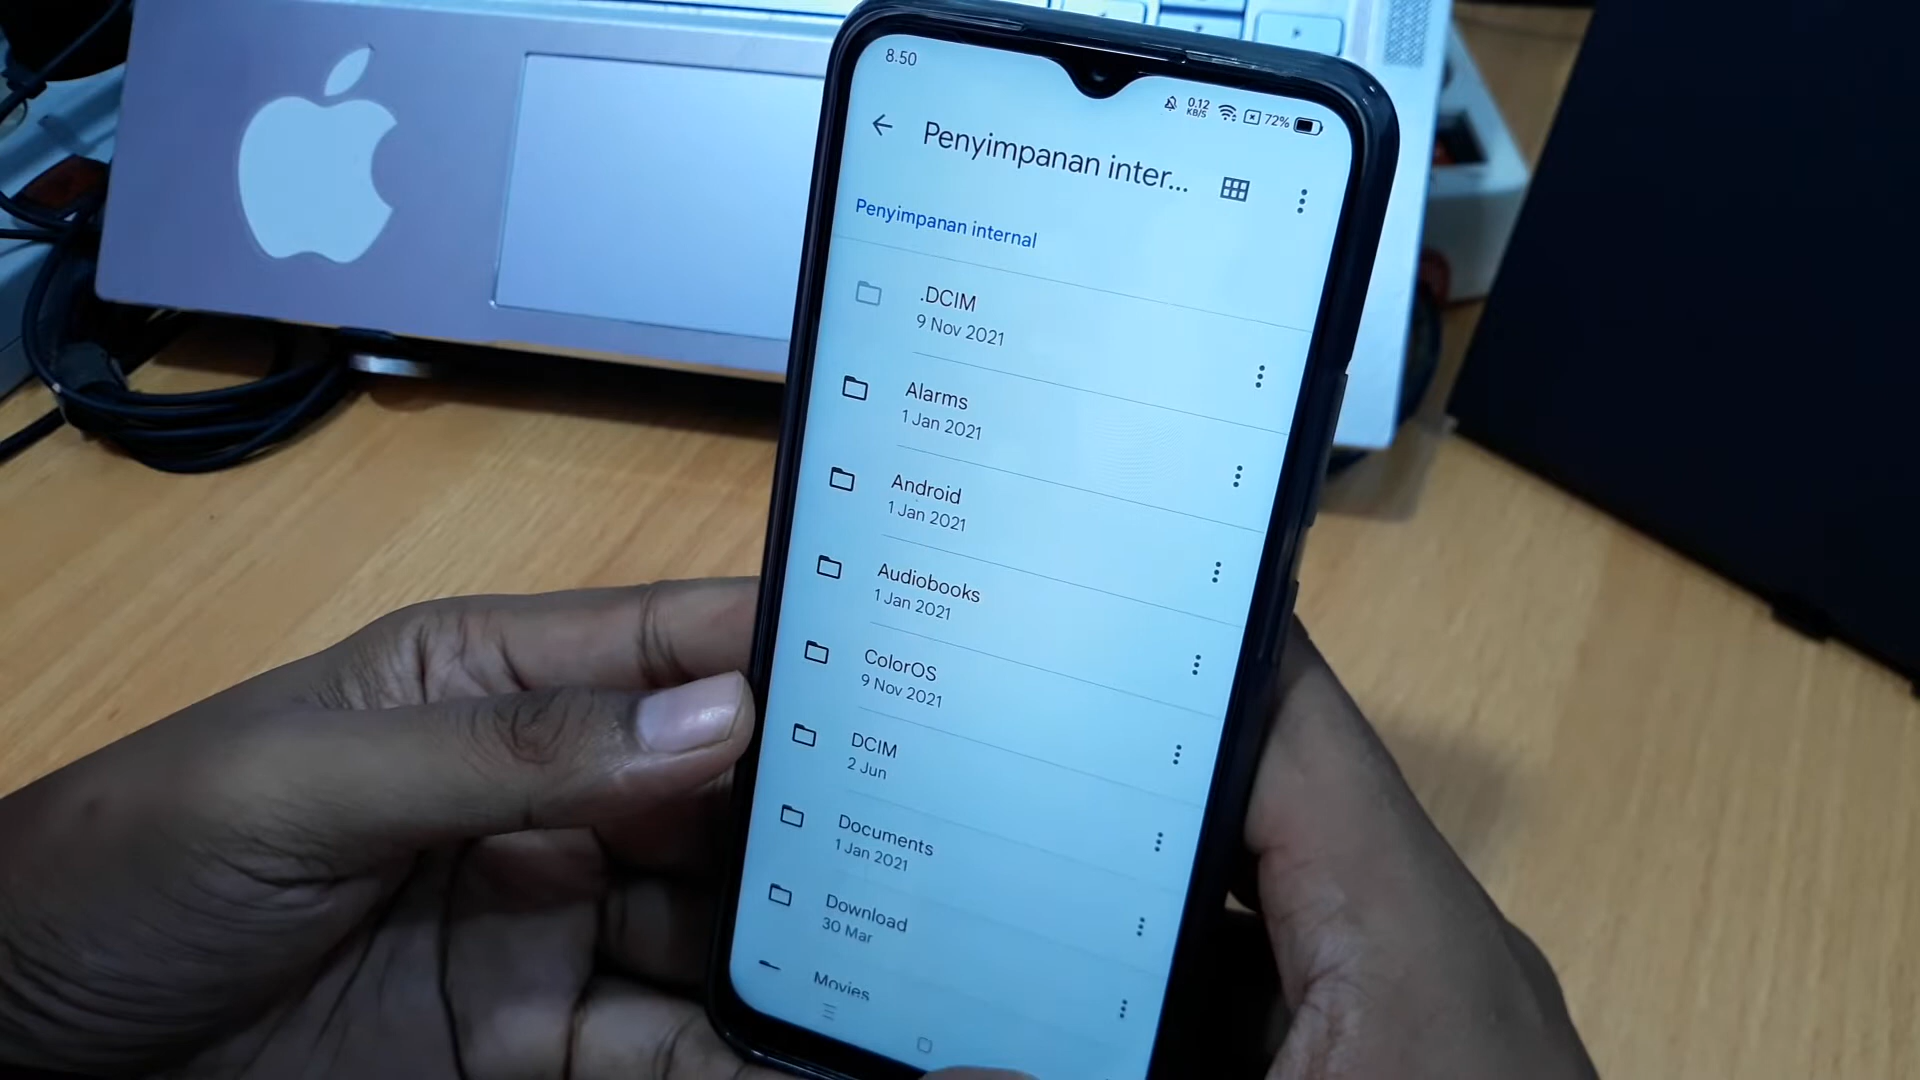 8.50
0.12
KB/S
72%
Penyimpanan inter...
Penyimpanan internal
.DCIM
9 Nov 2021
Alarms
1 Jan 2021
Android
1 Jan 2021
Audiobooks
1 Jan 2021
ColorOS
9 Nov 2021
DCIM
2 Jun
Documents
1 Jan 2021
Download
30 Mar
Movies